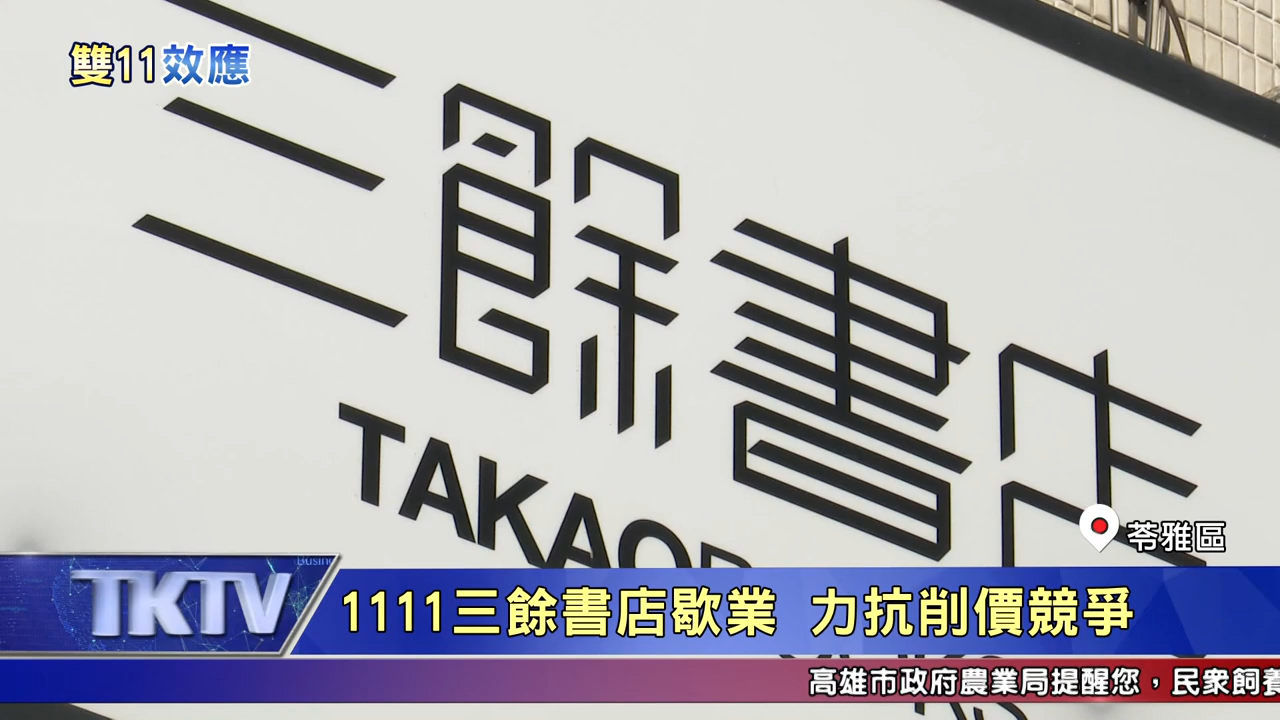 雙11效應
三餘書店
TAKAO
苓雅區
Busin
TKTV
1111三餘書店歇業 力抗削價競爭
高雄市政府農業局提醒您，民眾飼養